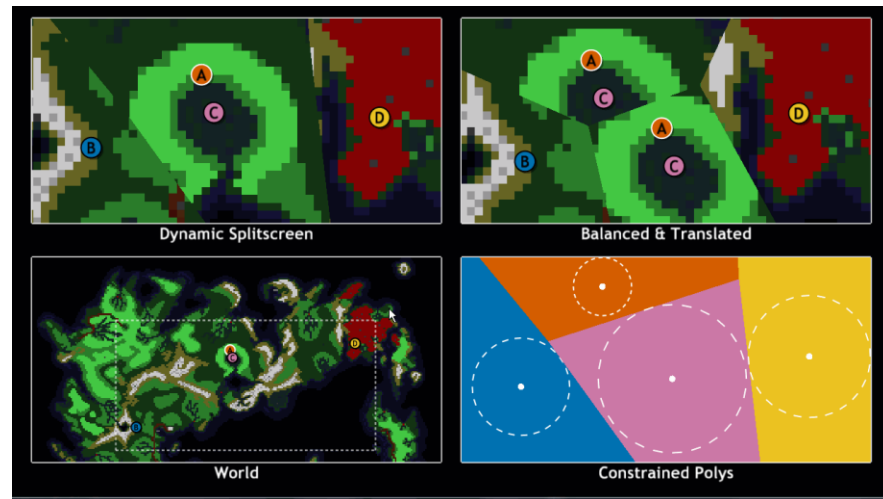 A
C
B
D
Dynamic Splitscreen
A
C
A
B
C
D
Balanced & Translated
A
C
D
B
World
Constrained Polys